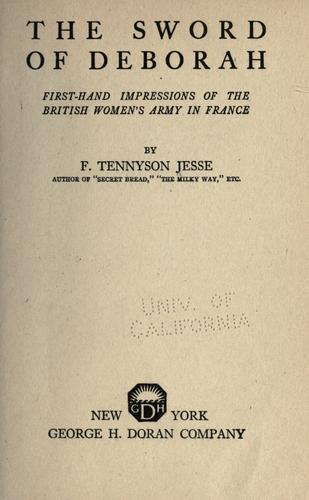 THE SWORD
OF DEBORAH
FIRST-HAND IMPRESSIONS OF THE
BRITISH WOMEN'S ARMY IN FRANCE
BY
F. TENNYSON JESSE
AUTHOR OF "SECRET BREAD," "THE MILKY WAY," ETC.
UNIV. OF
CALIFORNIA
GDH
NEW YORK
GEORGE H. DORAN COMPANY